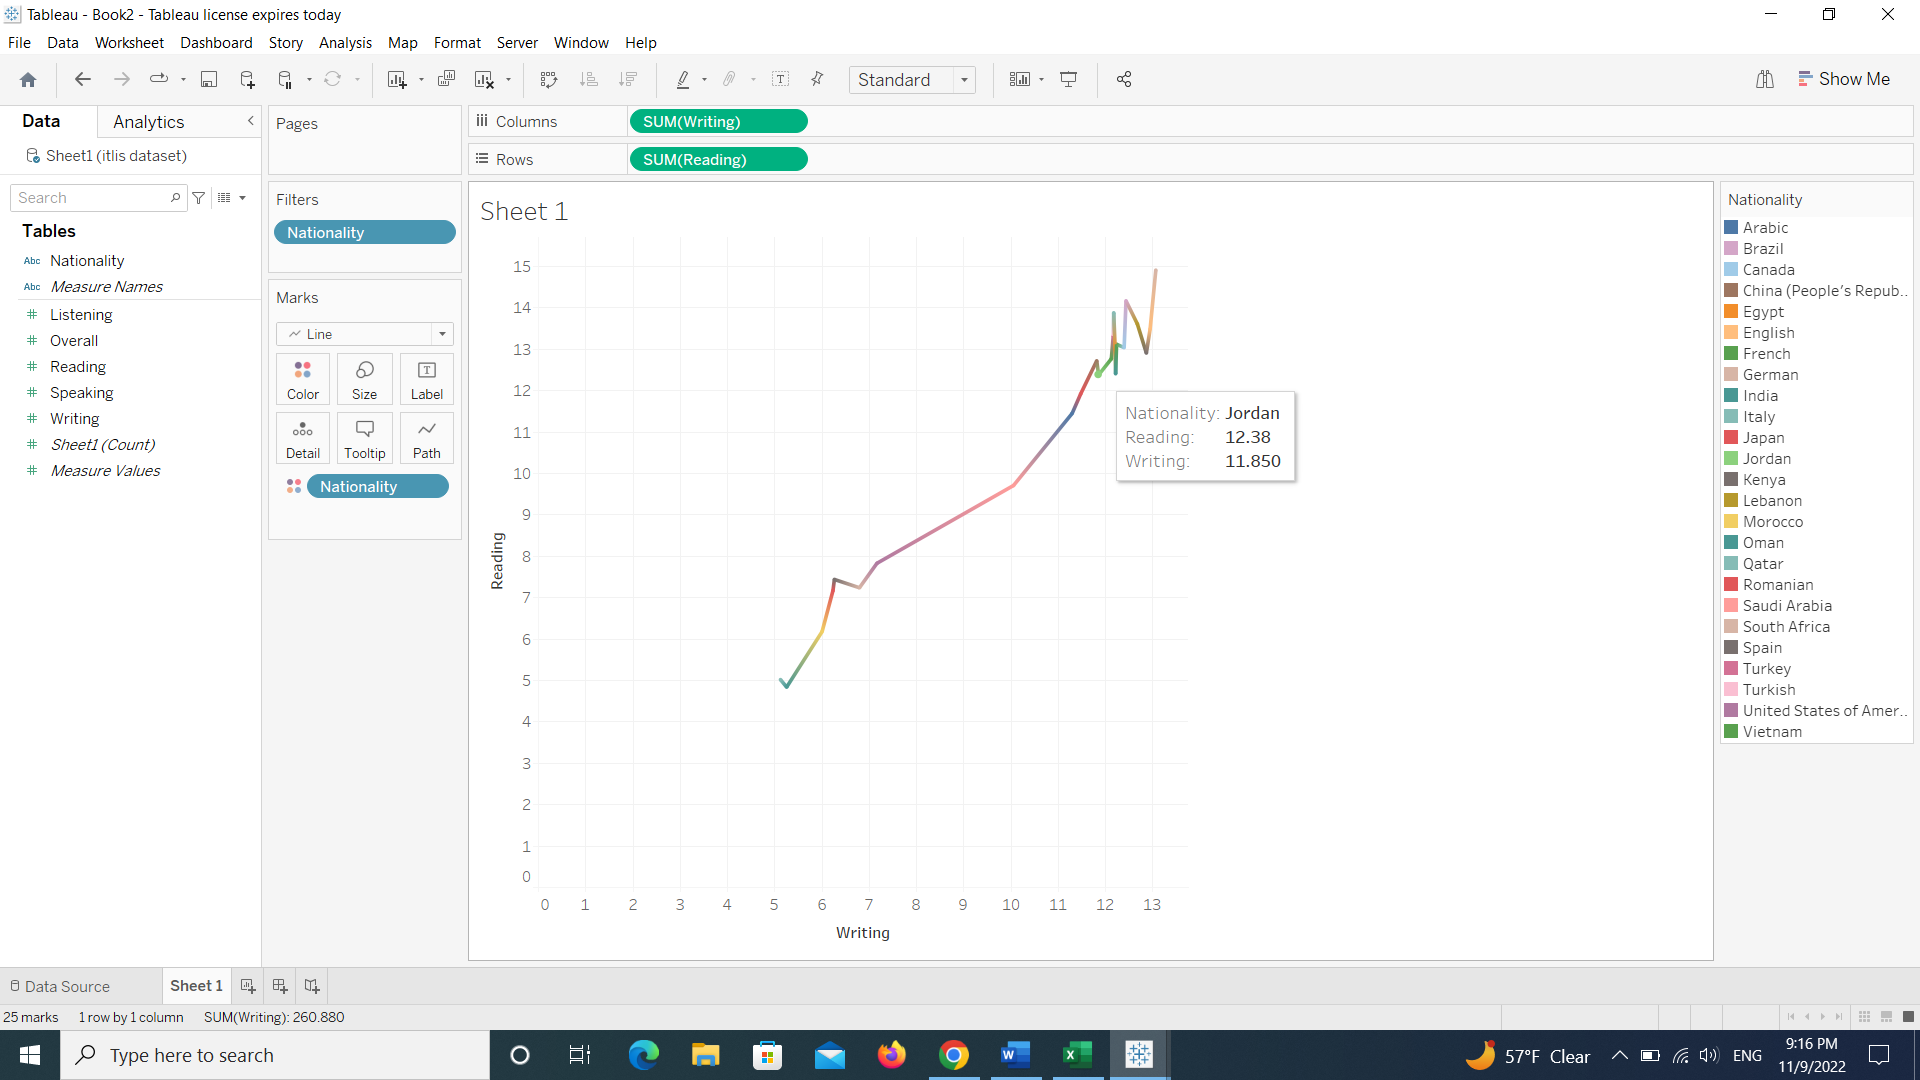 Tableau - Book2 - Tableau license expires today
File Data Worksheet Dashboard Story Analysis Map Format Server Window Help
Standard
Show Me
Data Analytics
Sheet1 (itlis dataset)
Search
Tables
Abc Nationality
Abc Measure Names
Listening
Overall
Reading
Speaking
Writing
Sheet1 (Count)
Measure Values
Pages
Filters
Nationality
Marks
Line
Color Size Label
Detail Tooltip Path
Nationality
Columns SUM(Writing)
Rows SUM(Reading)
Sheet 1
15
14
13
12
11
10
9
8
7
6
5
4
3
2
1
0
Reading
0 1 2 3 4 5 6 7 8 9 10 11 12 13
Writing
Nationality: Jordan
Reading: 12.38
Writing: 11.850
Nationality
Arabic
Brazil
Canada
China (People's Repub..
Egypt
English
French
German
India
Italy
Japan
Jordan
Kenya
Lebanon
Morocco
Oman
Qatar
Romanian
Saudi Arabia
South Africa
Spain
Turkey
Turkish
United States of Amer..
Vietnam
Data Source Sheet 1
25 marks 1 row by 1 column SUM(Writing): 260.880
Type here to search
57°F Clear
ENG
9:16 PM
11/9/2022